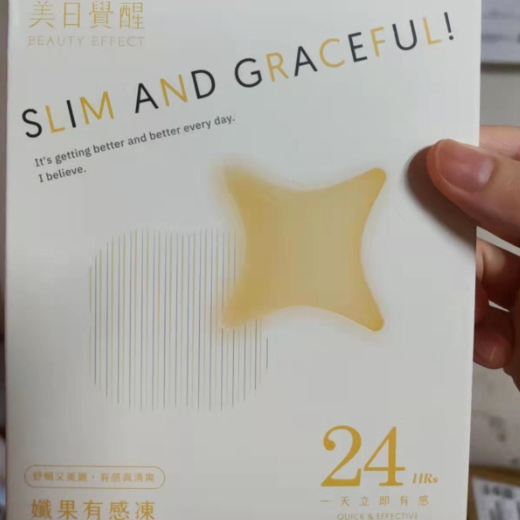 美日覺醒
BEAUTY EFFECT
SLIM AND GRACEFUL!
It's getting better and better every day.
I believe.
舒暢又美麗・有感真清爽
孅果有感凍
24 HRs
一天立即有感
QUICK & EFFECTIVE